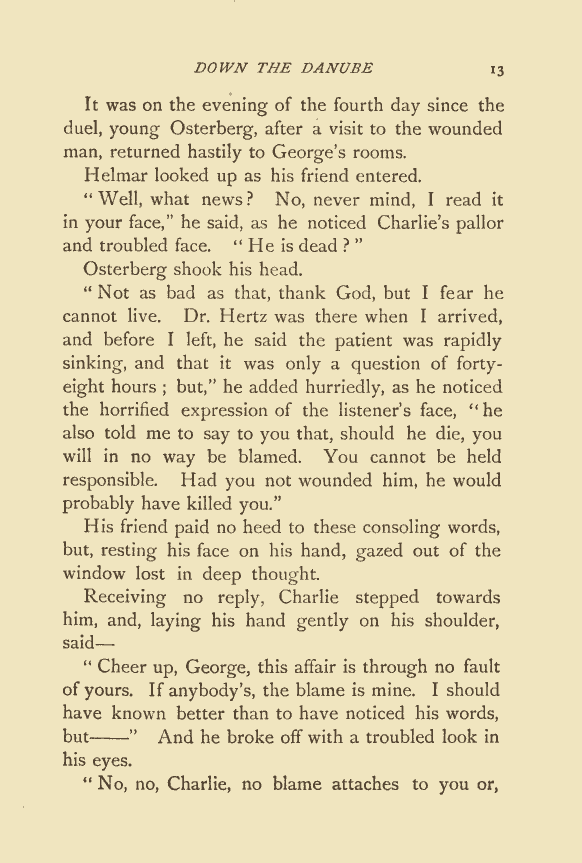 DOWN THE DANUBE 13
It was on the evening of the fourth day since the
duel, young Osterberg, after a visit to the wounded
man, returned hastily to George's rooms.
Helmar looked up as his friend entered.
"Well, what news? No, never mind, I read it
in your face," he said, as he noticed Charlie's pallor
and troubled face. "He is dead?"
Osterberg shook his head.
"Not as bad as that, thank God, but I fear he
cannot live. Dr. Hertz was there when I arrived,
and before I left, he said the patient was rapidly
sinking, and that it was only a question of forty-
eight hours; but," he added hurriedly, as he noticed
the horrified expression of the listener's face, "he
also told me to say to you that, should he die, you
will in no way be blamed. You cannot be held
responsible. Had you not wounded him, he would
probably have killed you."
His friend paid no heed to these consoling words,
but, resting his face on his hand, gazed out of the
window lost in deep thought.
Receiving no reply, Charlie stepped towards
him, and, laying his hand gently on his shoulder,
said—
"Cheer up, George, this affair is through no fault
of yours. If anybody's, the blame is mine. I should
have known better than to have noticed his words,
but——" And he broke off with a troubled look in
his eyes.
"No, no, Charlie, no blame attaches to you or,